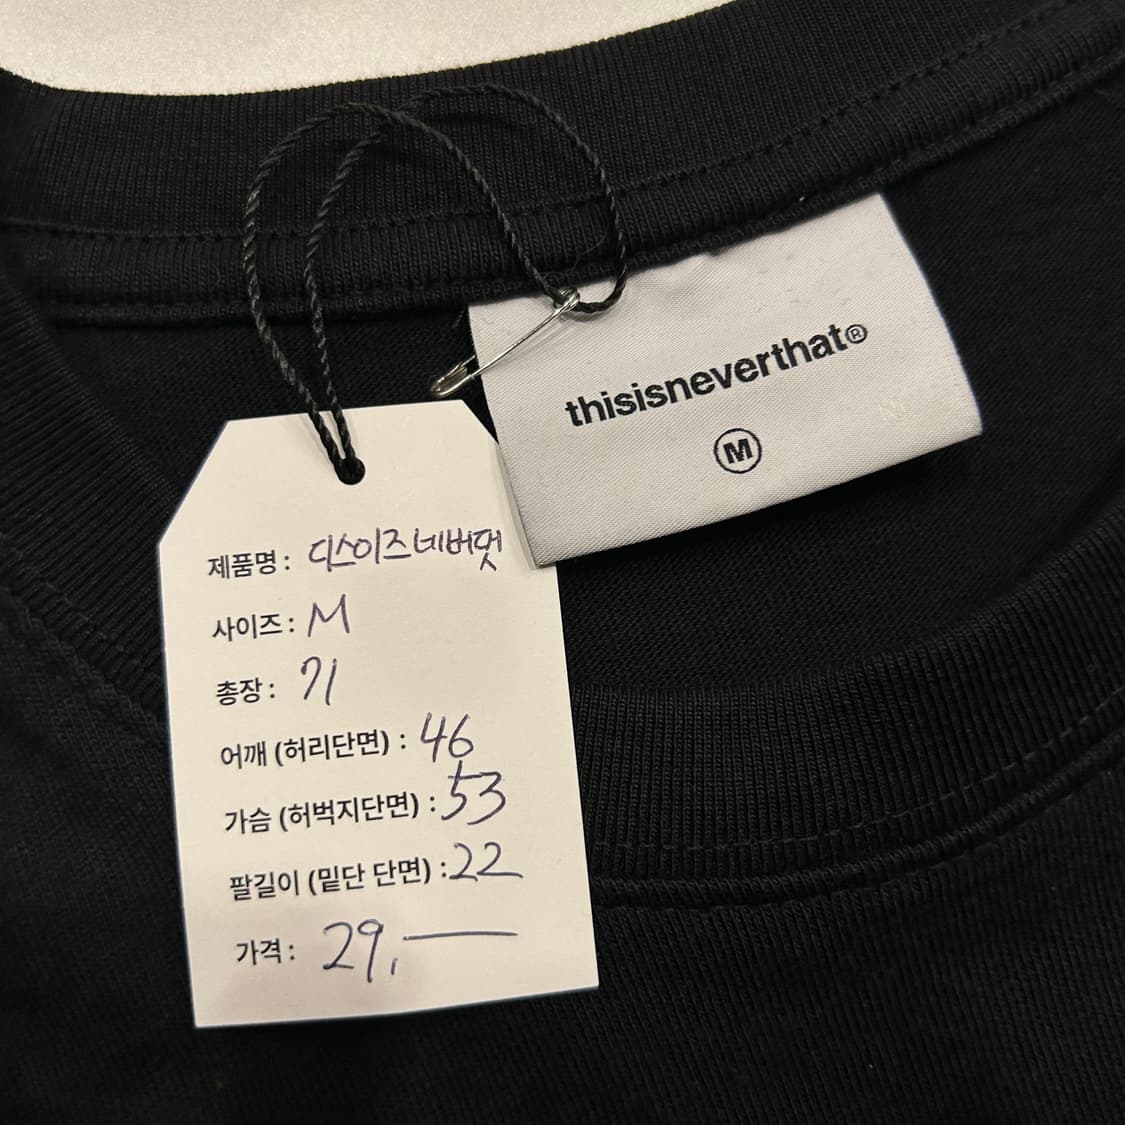 thisisneverthat®
M
제품명 : 디스이즈네버댓
사이즈 : M
총장 : 71
어깨 (허리단면) : 46
가슴 (허벅지단면) : 53
팔길이 (밑단 단면) : 22
가격 : 29,—